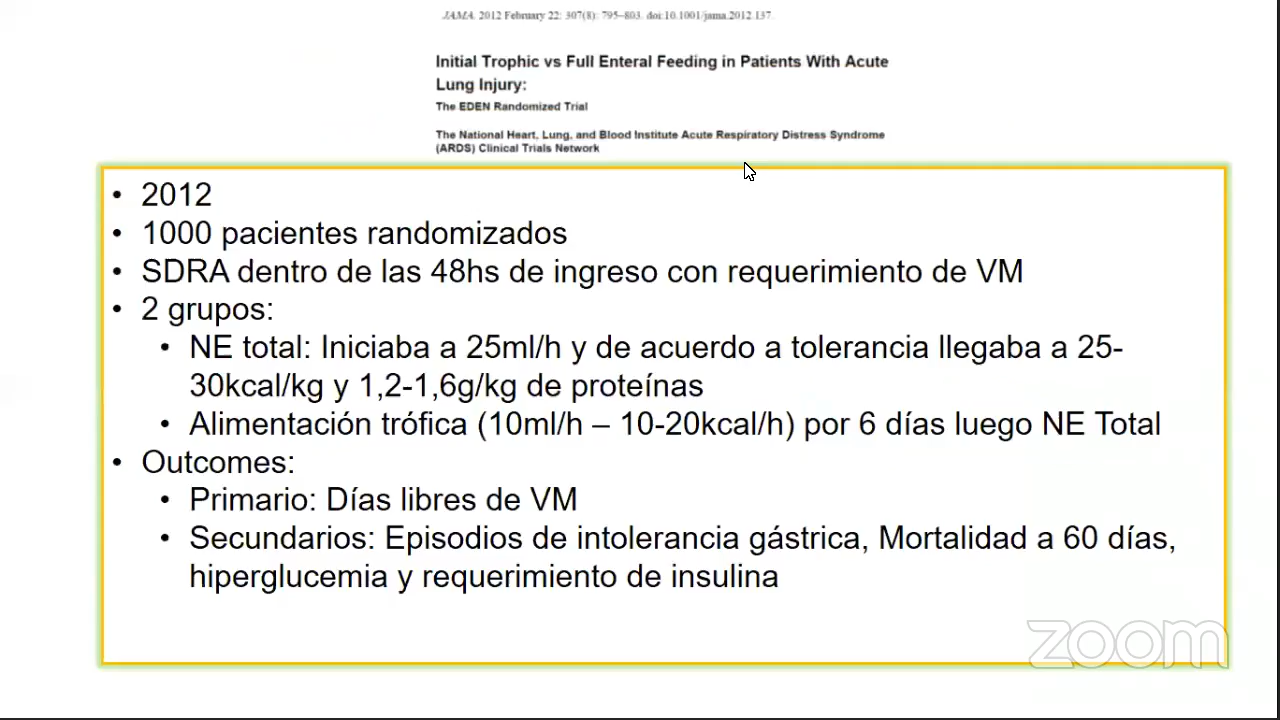 JAMA. 2012 February 22; 307(8): 795–803. doi:10.1001/jama.2012.137.
Initial Trophic vs Full Enteral Feeding in Patients With Acute
Lung Injury:
The EDEN Randomized Trial
The National Heart, Lung, and Blood Institute Acute Respiratory Distress Syndrome
(ARDS) Clinical Trials Network
• 2012
• 1000 pacientes randomizados
• SDRA dentro de las 48hs de ingreso con requerimiento de VM
• 2 grupos:
• NE total: Iniciaba a 25ml/h y de acuerdo a tolerancia llegaba a 25-
30kcal/kg y 1,2-1,6g/kg de proteínas
• Alimentación trófica (10ml/h – 10-20kcal/h) por 6 días luego NE Total
• Outcomes:
• Primario: Días libres de VM
• Secundarios: Episodios de intolerancia gástrica, Mortalidad a 60 días,
hiperglucemia y requerimiento de insulina
zoom